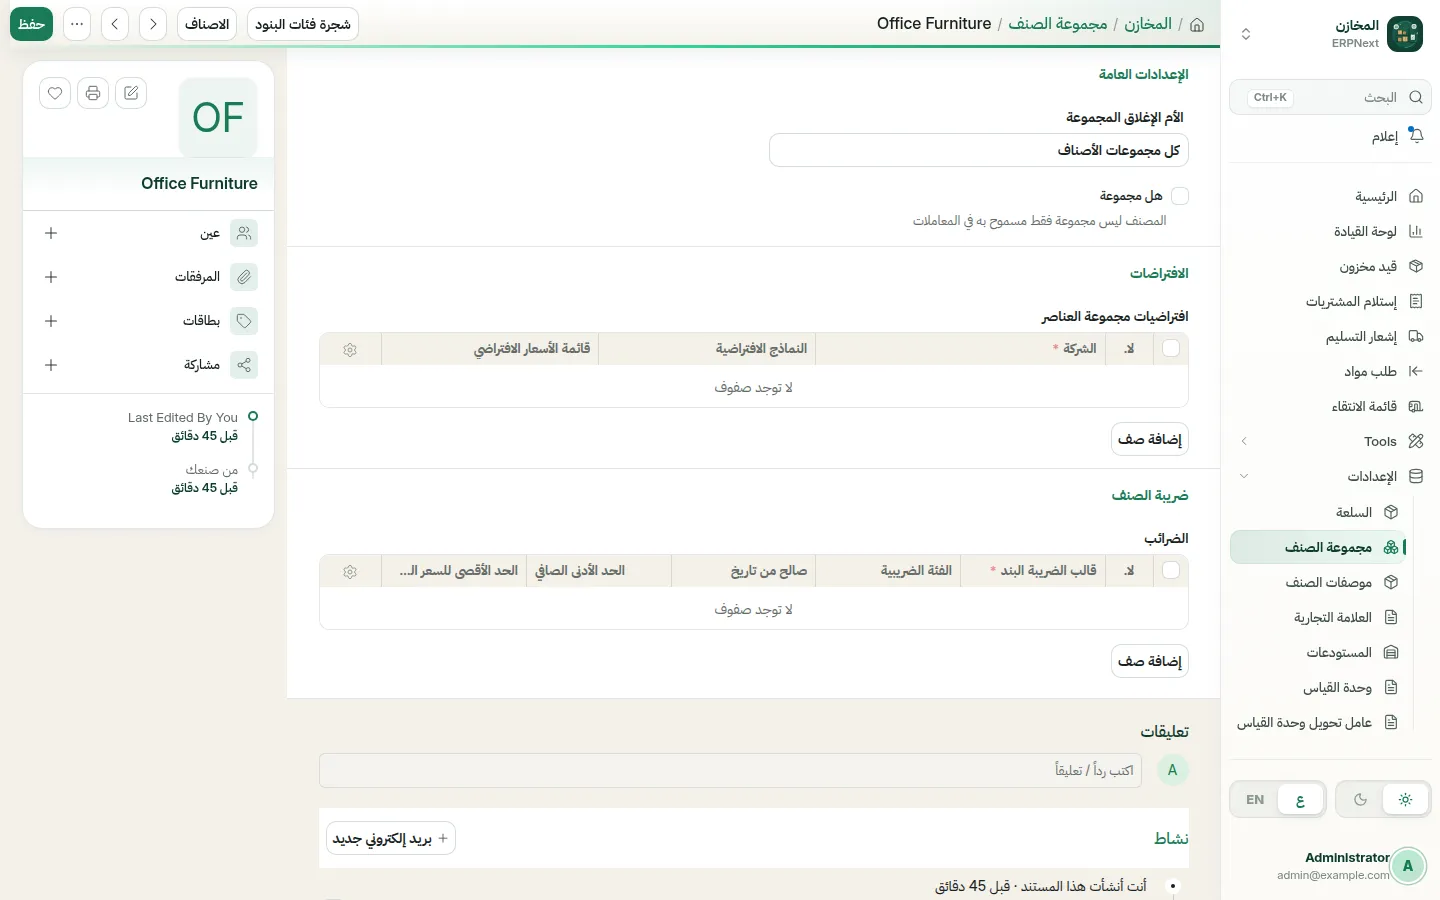 المخازن
ERPNext
البحث
Ctrl+K
إعلام
الرئيسية
لوحة القيادة
قيد مخزون
إستلام المشتريات
إشعار التسليم
طلب مواد
قائمة الانتقاء
Tools
الإعدادات
السلعة
مجموعة الصنف
موصفات الصنف
العلامة التجارية
المستودعات
وحدة القياس
عامل تحويل وحدة القياس
ع
EN
Administrator
admin@example.com
A
المخازن / مجموعة الصنف / Office Furniture
شجرة فئات البنود
الاصناف
حفظ
الإعدادات العامة
الأم الإغلاق المجموعة
كل مجموعات الأصناف
هل مجموعة
المصنف ليس مجموعة فقط مسموح به في المعاملات
الافتراضات
افتراضيات مجموعة العناصر
لا. الشركة * النماذج الافتراضية قائمة الأسعار الافتراضي
لا توجد صفوف
إضافة صف
ضريبة الصنف
الضرائب
لا. قالب الضريبة البند * الفئة الضريبية صالح من تاريخ الحد الأدنى الصافي الحد الأقصى للسعر الـ...
لا توجد صفوف
إضافة صف
تعليقات
A
اكتب رداً / تعليقاً
نشاط
+ بريد إلكتروني جديد
أنت أنشأت هذا المستند · قبل 45 دقائق
OF
Office Furniture
عين
المرفقات
بطاقات
مشاركة
Last Edited By You
قبل 45 دقائق
من صنعك
قبل 45 دقائق